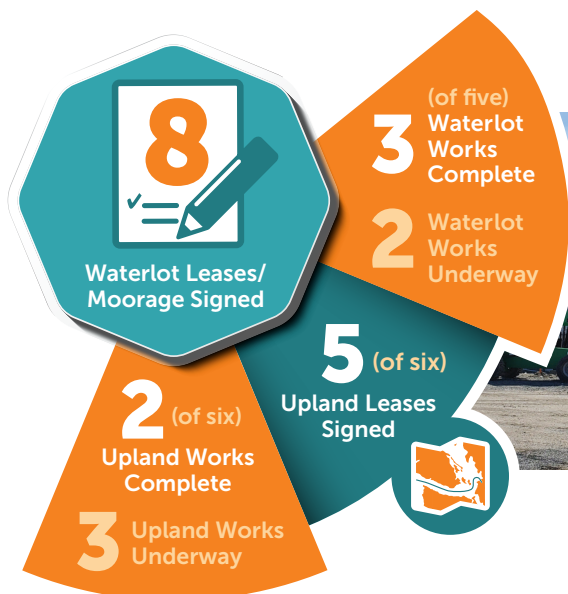 8
Waterlot Leases/
Moorage Signed
(of five)
3 Waterlot
Works
Complete
2 Waterlot
Works
Underway
5 (of six)
Upland Leases
Signed
2 (of six)
Upland Works
Complete
3 Upland Works
Underway